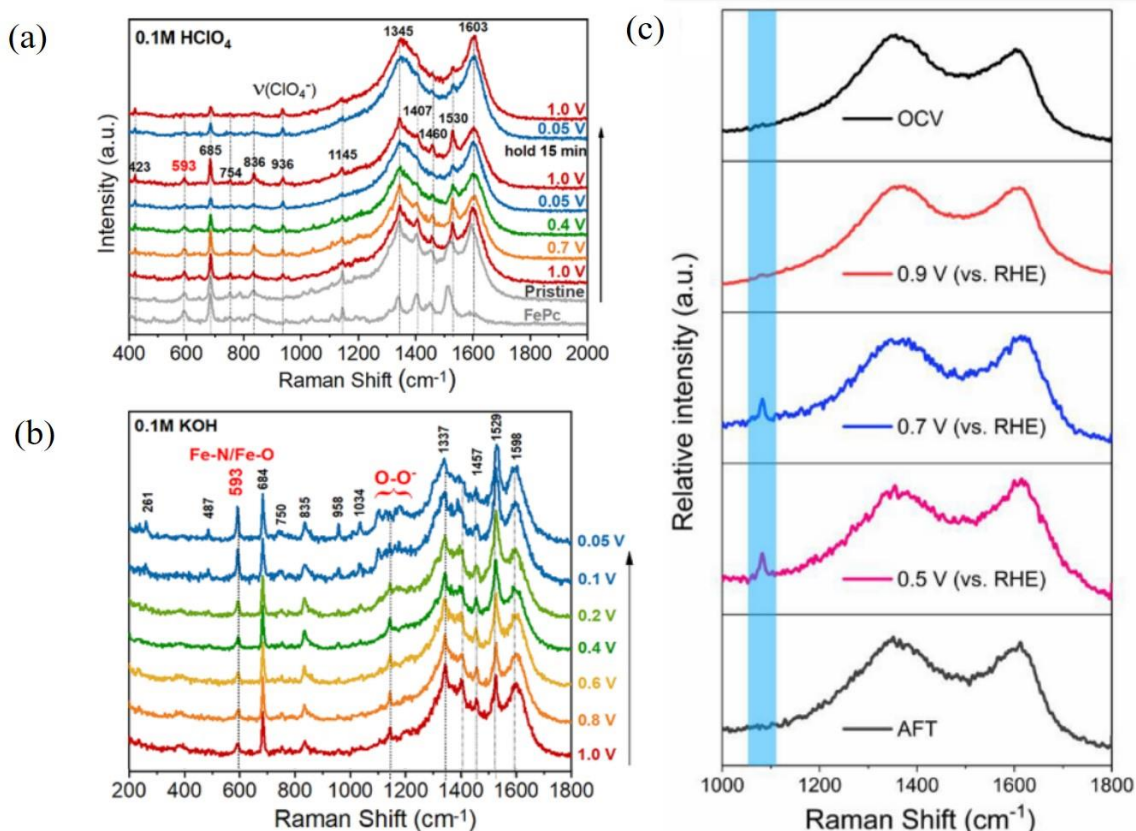 (a)
0.1M HClO₄
1345
1603
ν(ClO₄⁻)
1407
1460
1530
1.0 V
0.05 V
hold 15 min
423
593
685
754
836
936
1145
1.0 V
0.05 V
0.4 V
0.7 V
1.0 V
Pristine
FePc
Intensity (a.u.)
400 600 800 1000 1200 1400 1600 1800 2000
Raman Shift (cm⁻¹)
(b)
0.1M KOH
Fe-N/Fe-O
O-O⁻
261
487
593
684
750
835
958
1034
1337
1457
1529
1598
0.05 V
0.1 V
0.2 V
0.4 V
0.6 V
0.8 V
1.0 V
200 400 600 800 1000 1200 1400 1600 1800
Raman Shift (cm⁻¹)
(c)
OCV
0.9 V (vs. RHE)
0.7 V (vs. RHE)
0.5 V (vs. RHE)
AFT
Relative intensity (a.u.)
1000 1200 1400 1600 1800
Raman Shift (cm⁻¹)